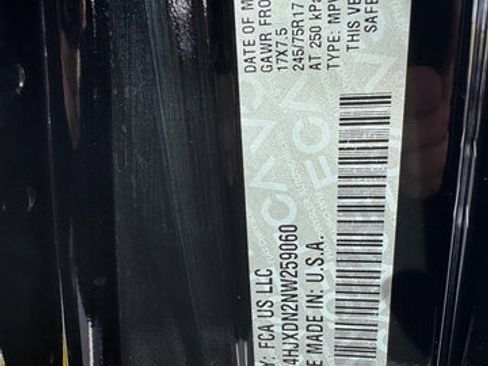 Y: FCA US LLC
DATE OF M
GAWR FRO
17X7.5
245/75R17
AT 250 kPa
4HJXDN2NW259060
TYPE: MPV
E MADE IN: U.S.A.
THIS VE
SAFE